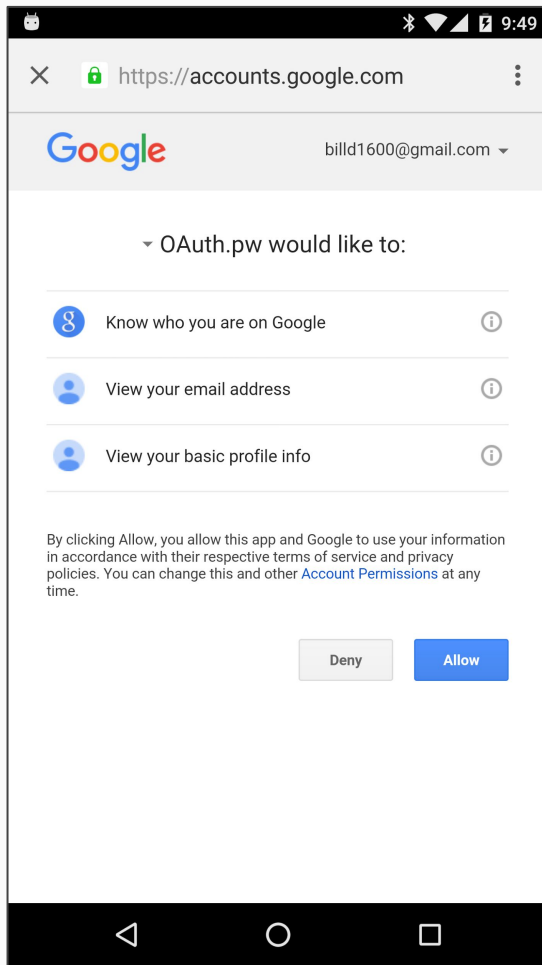 9:49
https://accounts.google.com
Google billd1600@gmail.com
OAuth.pw would like to:
8 Know who you are on Google
View your email address
View your basic profile info
By clicking Allow, you allow this app and Google to use your information
in accordance with their respective terms of service and privacy
policies. You can change this and other Account Permissions at any
time.
Deny Allow